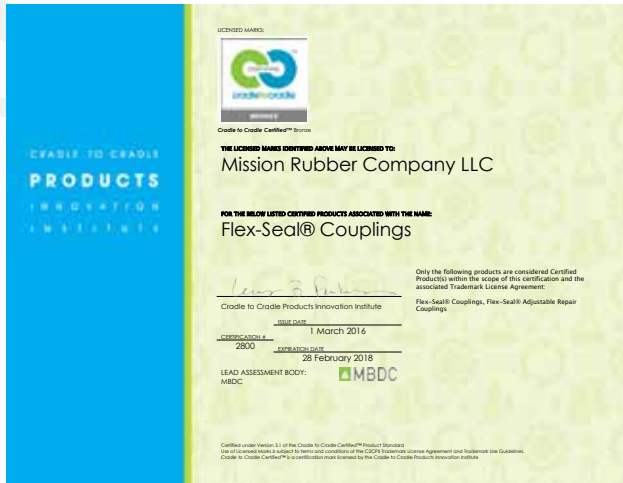 CRADLE TO CRADLE
PRODUCTS
INNOVATION
INSTITUTE
LICENSED MARKS:
cradletocradle
BRONZE
Cradle to Cradle Certified™ Bronze
THE LICENSED MARKS IDENTIFIED ABOVE MAY BE LICENSED TO:
Mission Rubber Company LLC
FOR THE BELOW LISTED CERTIFIED PRODUCTS ASSOCIATED WITH THE NAME:
Flex-Seal® Couplings
Cradle to Cradle Products Innovation Institute
ISSUE DATE
1 March 2016
CERTIFICATION #
2800
EXPIRATION DATE
28 February 2018
LEAD ASSESSMENT BODY:
MBDC
MBDC
Only the following products are considered Certified
Product(s) within the scope of this certification and the
associated Trademark License Agreement:
Flex-Seal® Couplings, Flex-Seal® Adjustable Repair
Couplings
Certified under Version 3.1 of the Cradle to Cradle Certified™ Product Standard
Use of Licensed Marks is subject to terms and conditions of the C2CPII Trademark License Agreement and Trademark Use Guidelines.
Cradle to Cradle Certified™ is a certification mark licensed by the Cradle to Cradle Products Innovation Institute